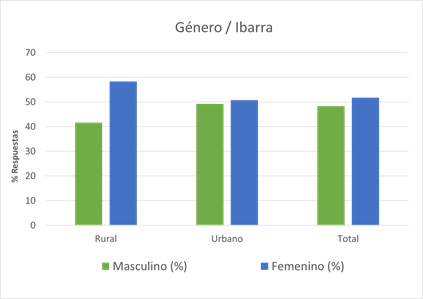 Género / Ibarra
% Respuestas
70
60
50
40
30
20
10
0
Rural Urbano Total
Masculino (%) Femenino (%)